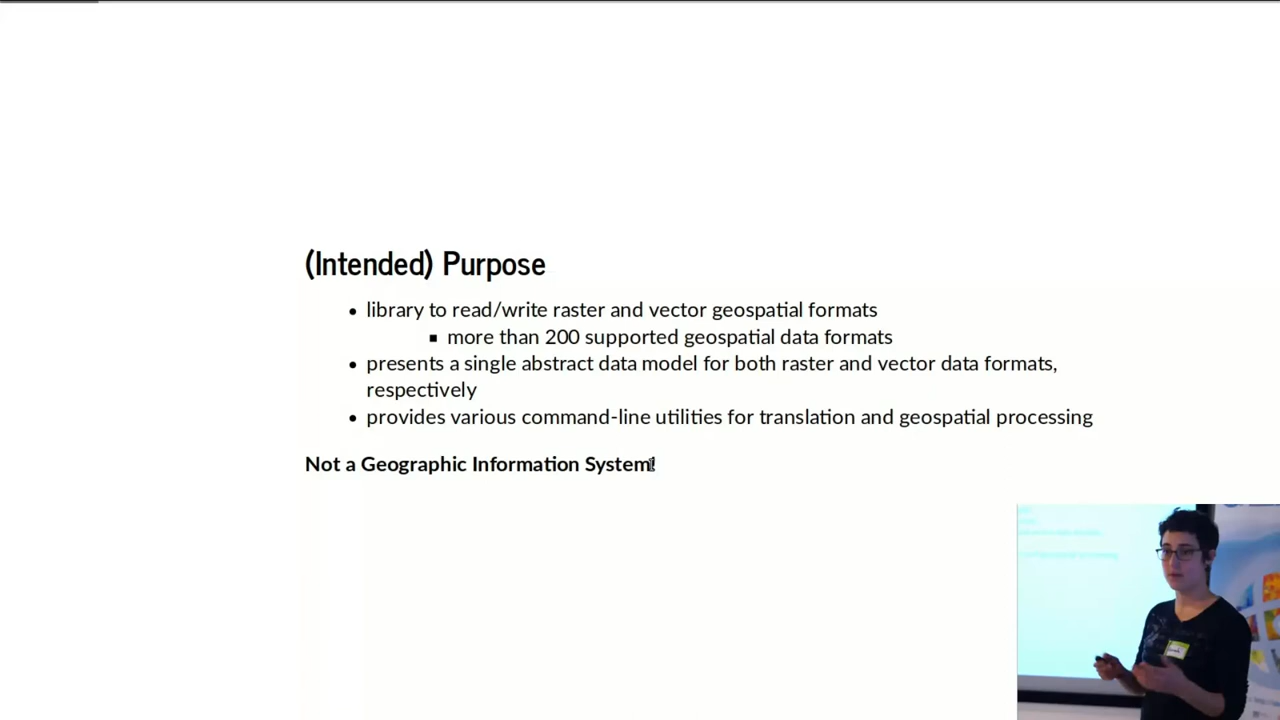 (Intended) Purpose
• library to read/write raster and vector geospatial formats
▪ more than 200 supported geospatial data formats
• presents a single abstract data model for both raster and vector data formats,
respectively
• provides various command-line utilities for translation and geospatial processing
Not a Geographic Information System!